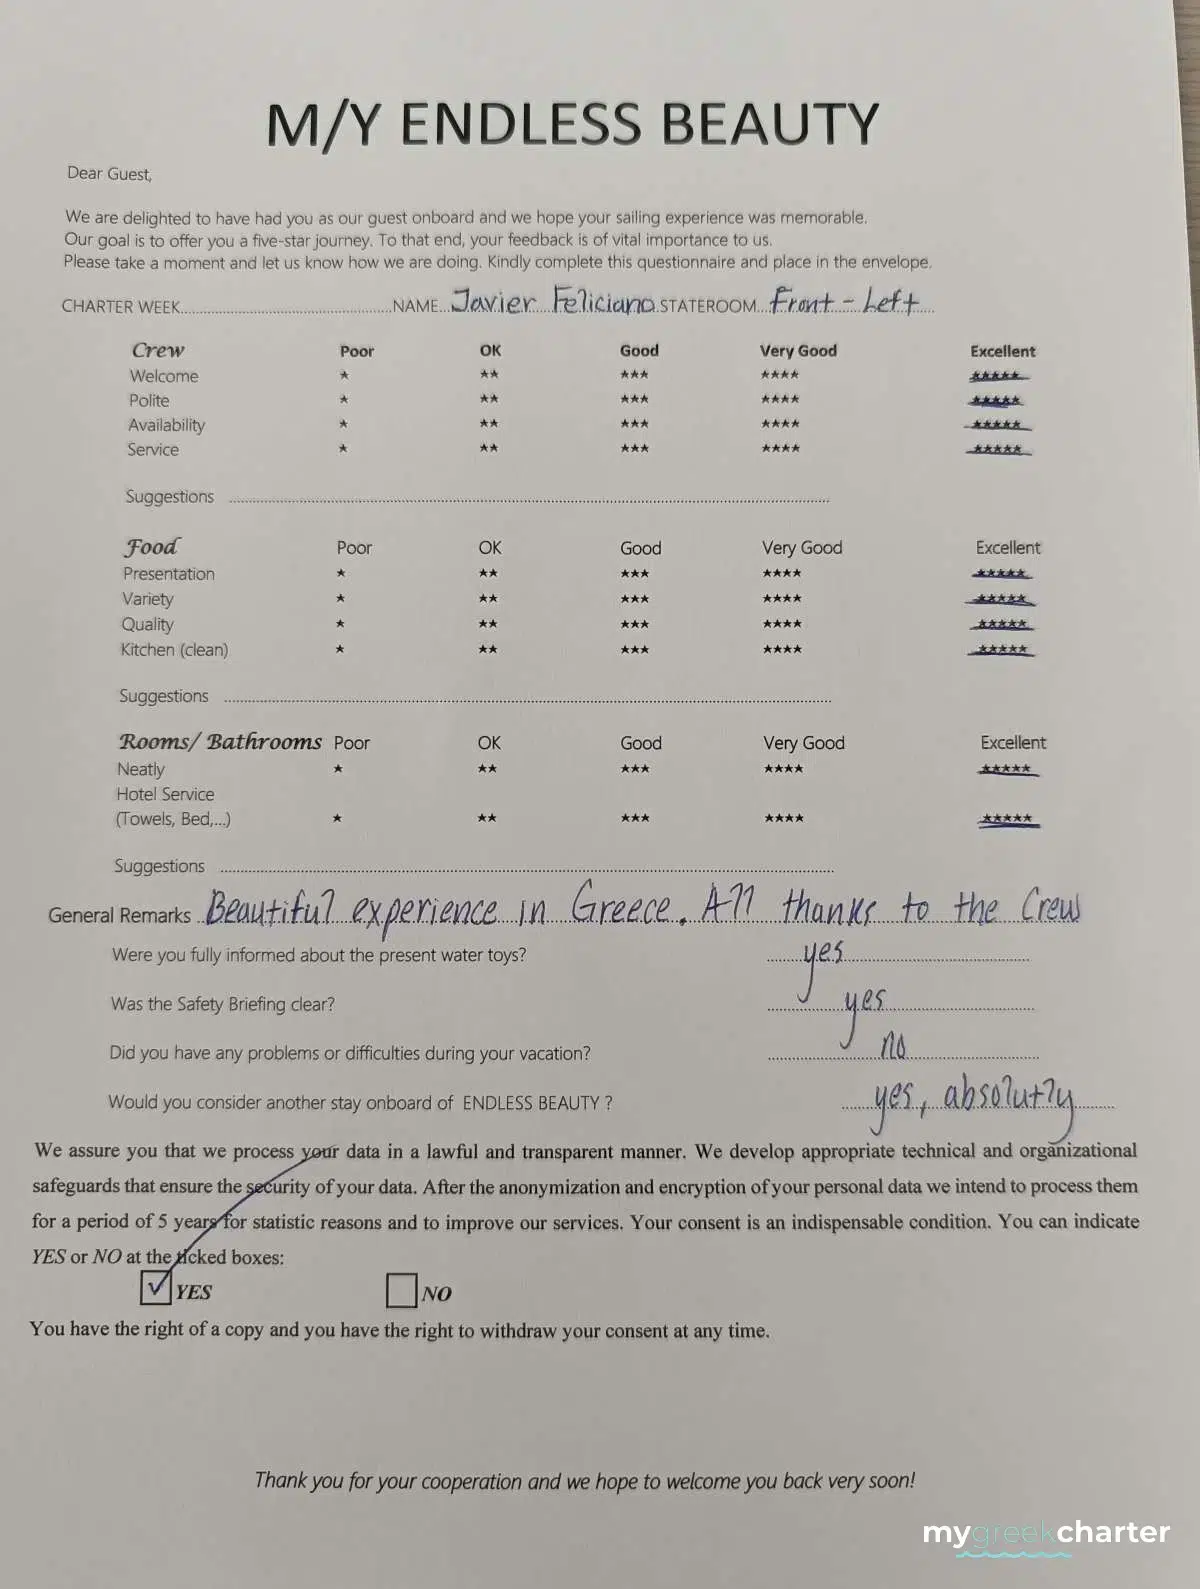 M/Y ENDLESS BEAUTY
Dear Guest,
We are delighted to have had you as our guest onboard and we hope your sailing experience was memorable.
Our goal is to offer you a five-star journey. To that end, your feedback is of vital importance to us.
Please take a moment and let us know how we are doing. Kindly complete this questionnaire and place in the envelope.
CHARTER WEEK..........................NAME...Javier Feliciano STATEROOM...Front - Left
Crew Poor OK Good Very Good Excellent
Welcome ★ ★★ ★★★ ★★★★ ★★★★★
Polite ★ ★★ ★★★ ★★★★ ★★★★★
Availability ★ ★★ ★★★ ★★★★ ★★★★★
Service ★ ★★ ★★★ ★★★★ ★★★★★
Suggestions ..........................
Food Poor OK Good Very Good Excellent
Presentation ★ ★★ ★★★ ★★★★ ★★★★★
Variety ★ ★★ ★★★ ★★★★ ★★★★★
Quality ★ ★★ ★★★ ★★★★ ★★★★★
Kitchen (clean) ★ ★★ ★★★ ★★★★ ★★★★★
Suggestions ..........................
Rooms/ Bathrooms Poor OK Good Very Good Excellent
Neatly ★ ★★ ★★★ ★★★★ ★★★★★
Hotel Service
(Towels, Bed,...) ★ ★★ ★★★ ★★★★ ★★★★★
Suggestions ..........................
General Remarks ..Beautiful experience in Greece. All thanks to the Crew
Were you fully informed about the present water toys? yes
Was the Safety Briefing clear? yes
Did you have any problems or difficulties during your vacation? no
Would you consider another stay onboard of ENDLESS BEAUTY ? yes, absolutly
We assure you that we process your data in a lawful and transparent manner. We develop appropriate technical and organizational
safeguards that ensure the security of your data. After the anonymization and encryption of your personal data we intend to process them
for a period of 5 years for statistic reasons and to improve our services. Your consent is an indispensable condition. You can indicate
YES or NO at the ticked boxes:
☑ YES ☐ NO
You have the right of a copy and you have the right to withdraw your consent at any time.
Thank you for your cooperation and we hope to welcome you back very soon!
mygreekcharter